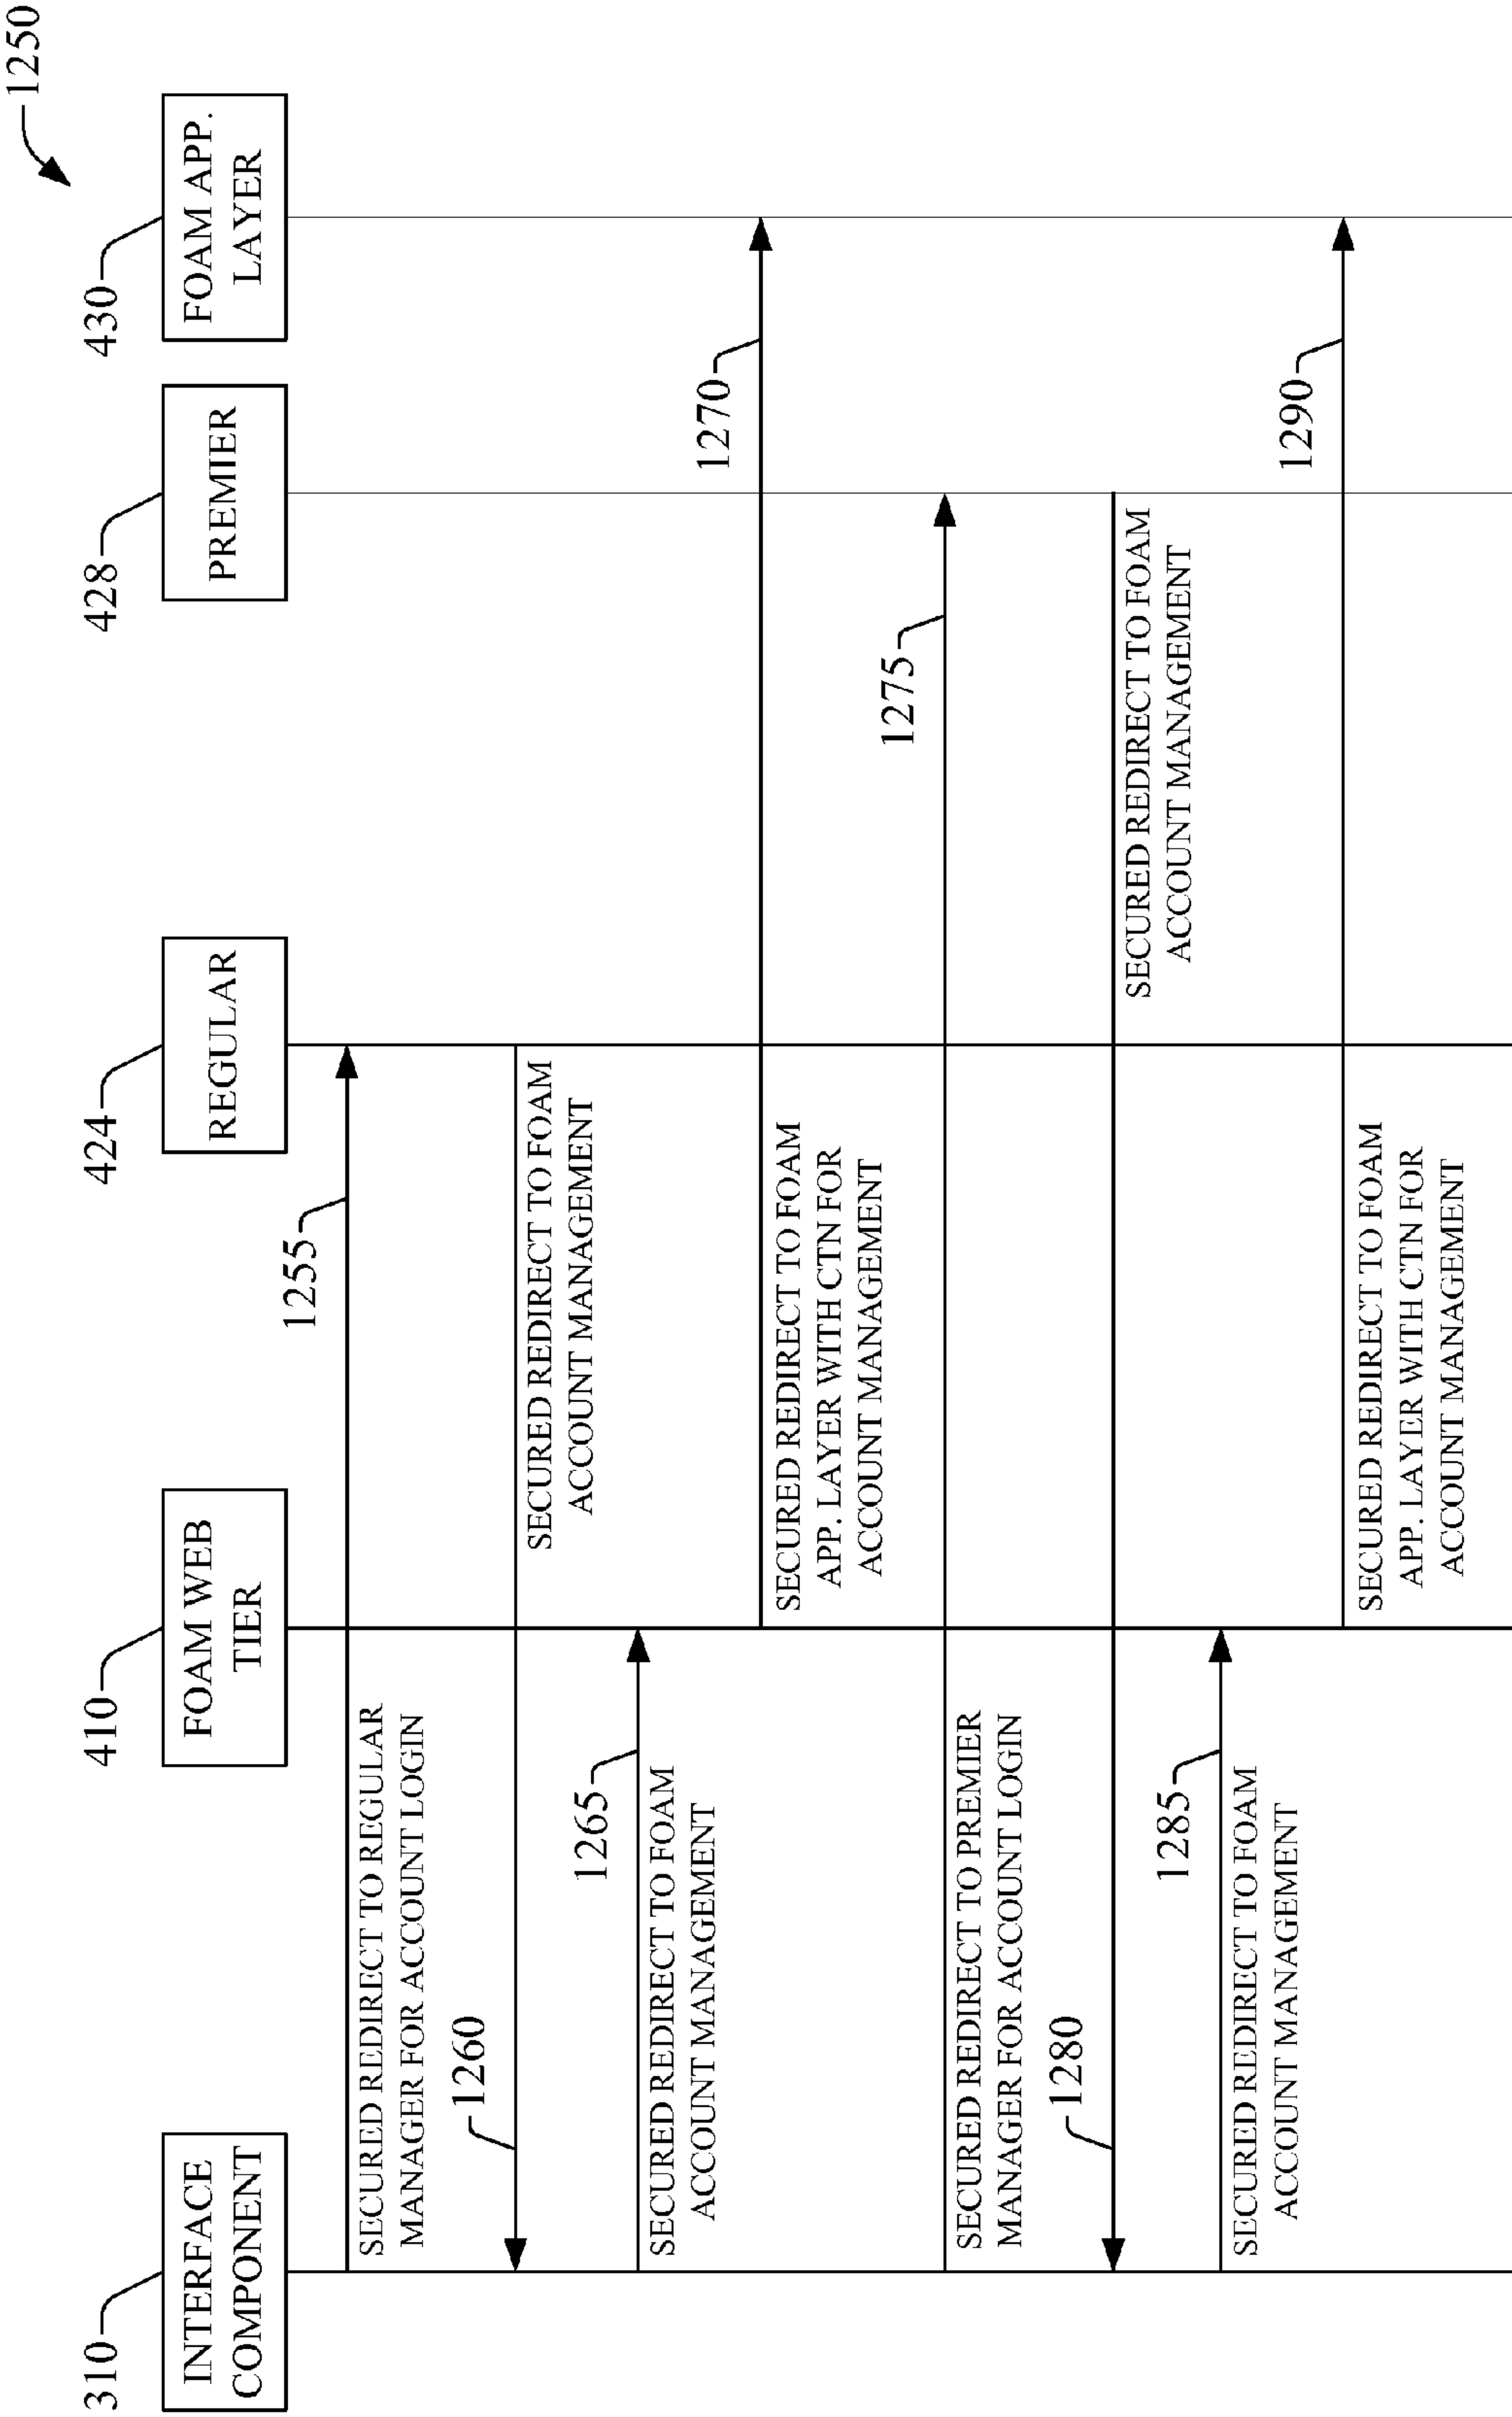 1250
310
410
424
428
430
INTERFACE
COMPONENT
FOAM WEB
TIER
REGULAR
PREMIER
FOAM APP.
LAYER
1255
SECURED REDIRECT TO REGULAR
MANAGER FOR ACCOUNT LOGIN
1260
SECURED REDIRECT TO FOAM
ACCOUNT MANAGEMENT
1265
SECURED REDIRECT TO FOAM
ACCOUNT MANAGEMENT
1270
SECURED REDIRECT TO FOAM
APP. LAYER WITH CTN FOR
ACCOUNT MANAGEMENT
1275
SECURED REDIRECT TO PREMIER
MANAGER FOR ACCOUNT LOGIN
1280
SECURED REDIRECT TO FOAM
ACCOUNT MANAGEMENT
1285
SECURED REDIRECT TO FOAM
ACCOUNT MANAGEMENT
1290
SECURED REDIRECT TO FOAM
APP. LAYER WITH CTN FOR
ACCOUNT MANAGEMENT